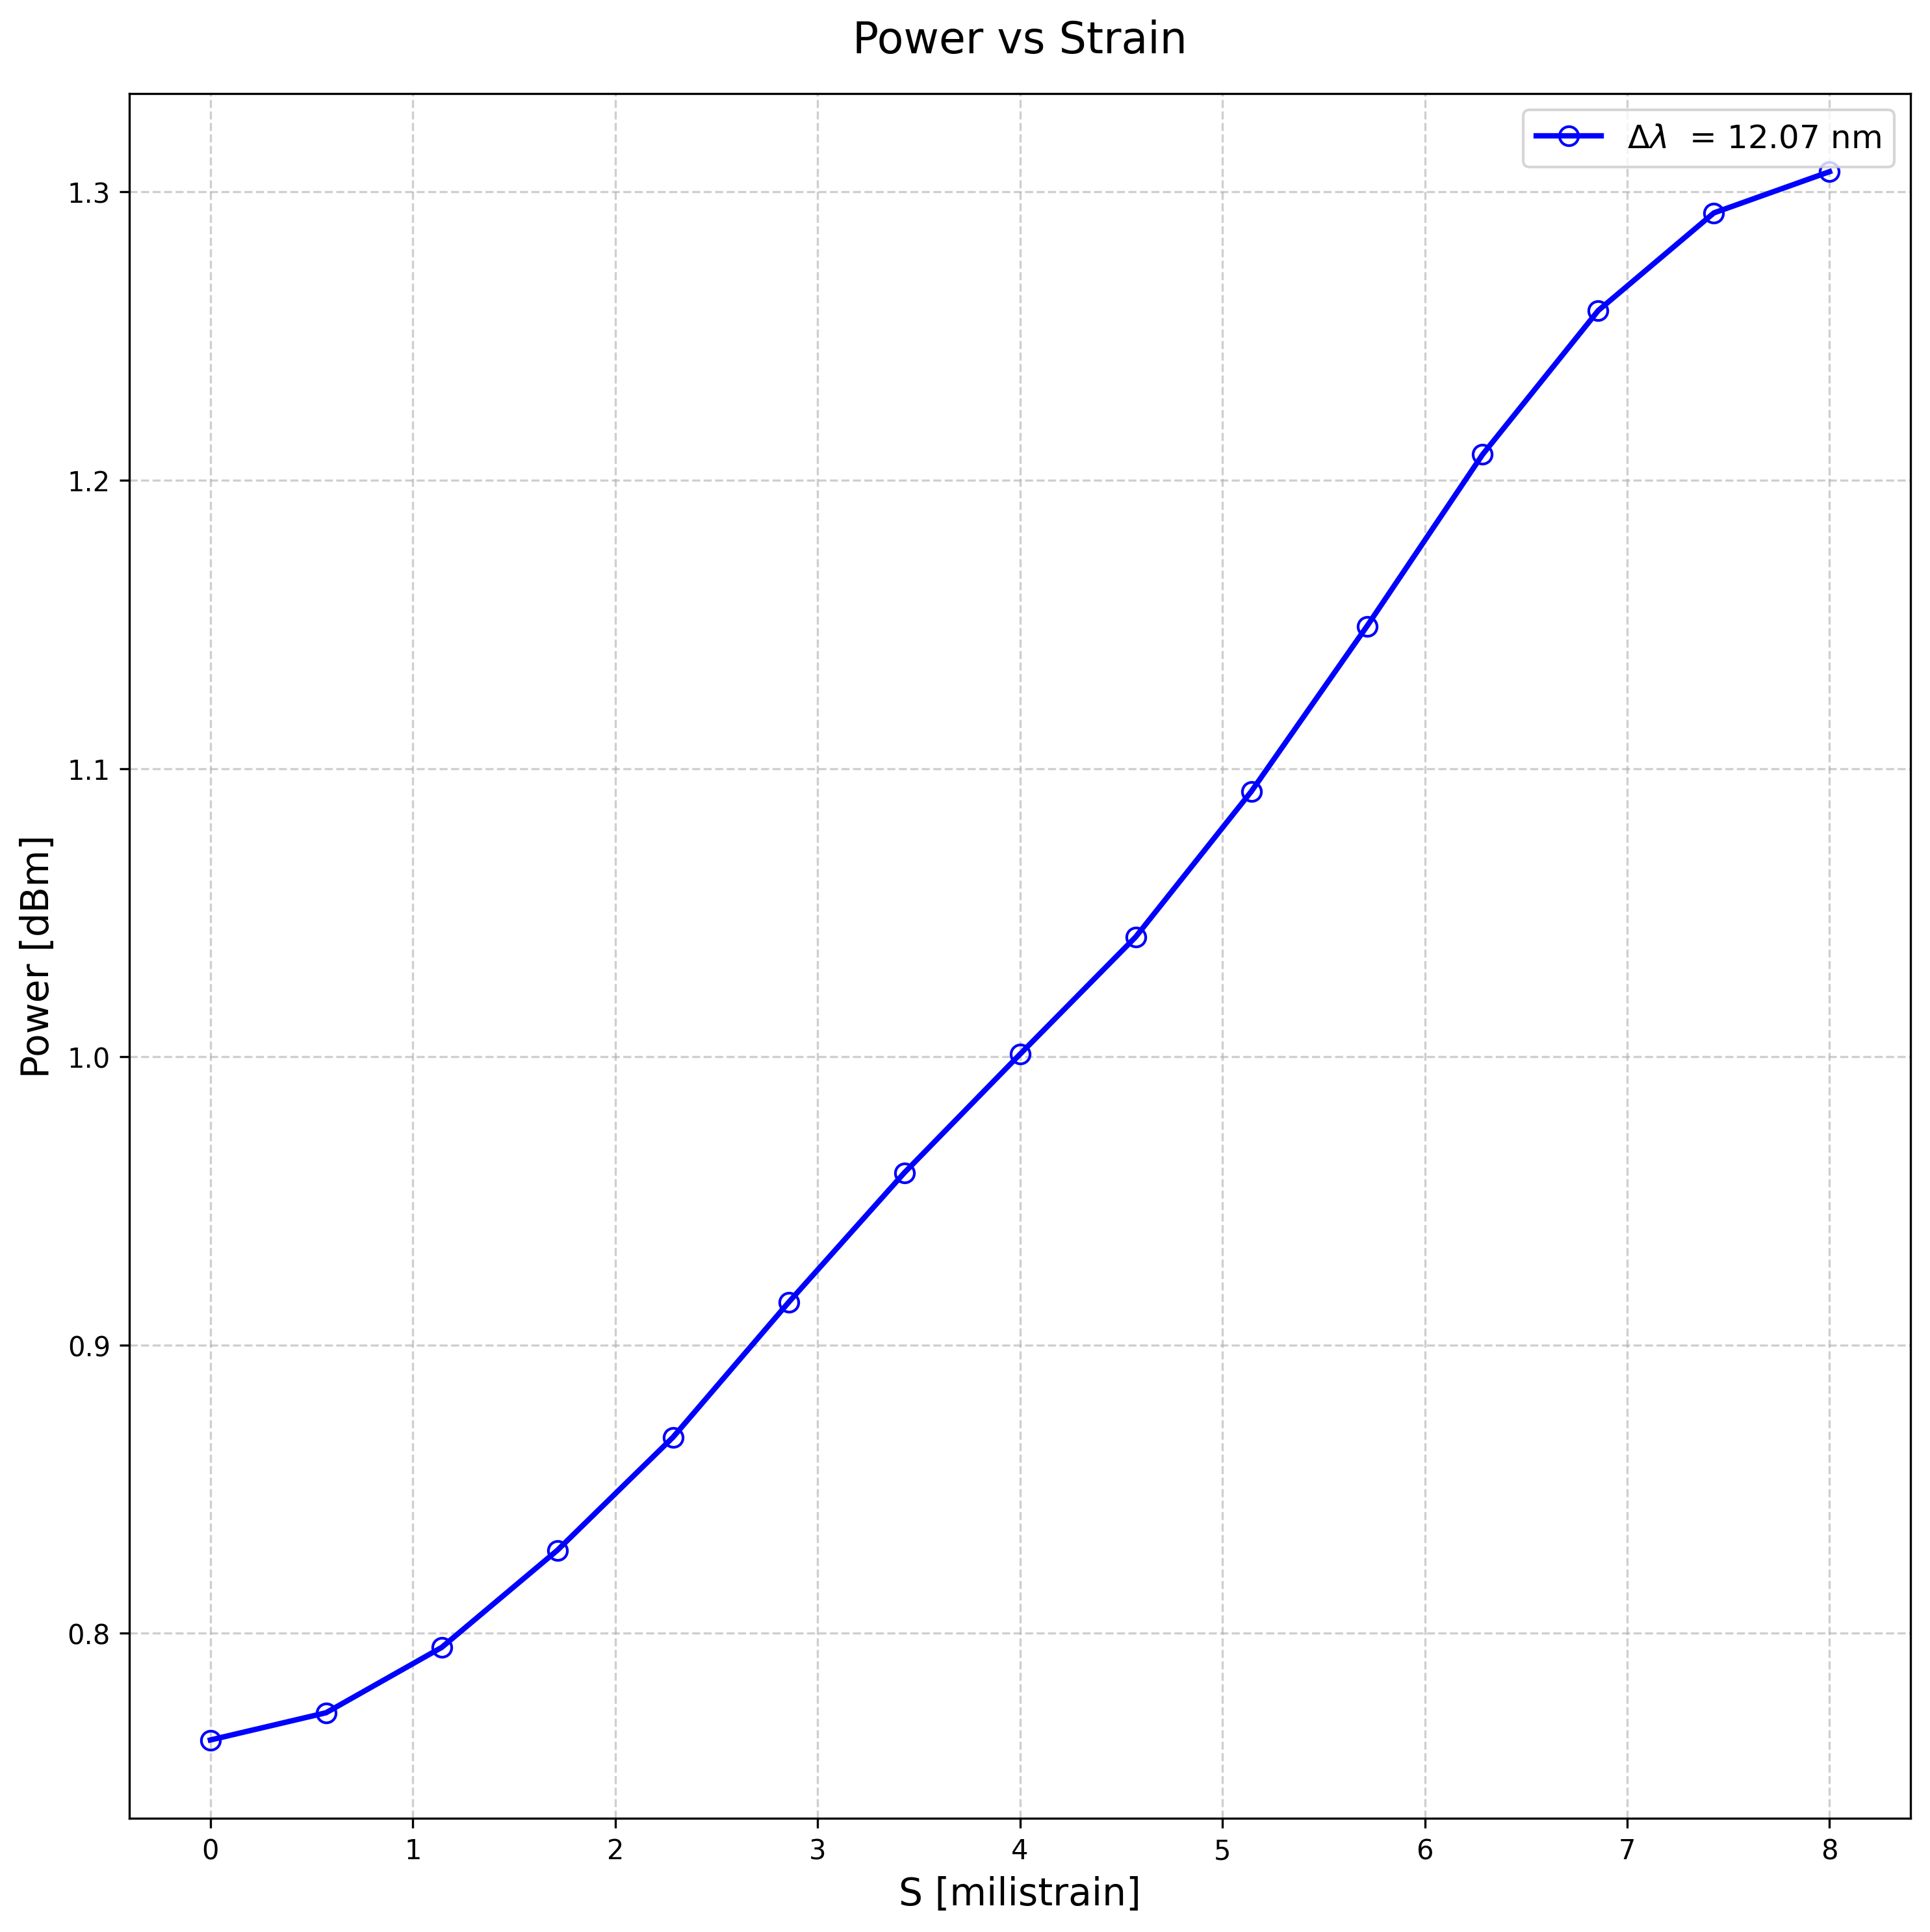 Power vs Strain
Δλ = 12.07 nm
Power [dBm]
1.3
1.2
1.1
1.0
0.9
0.8
0 1 2 3 4 5 6 7 8
S [milistrain]